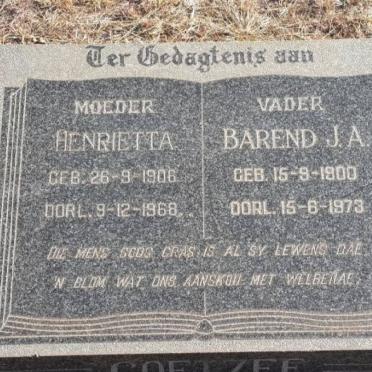 Ter Gedagtenis aan
MOEDER
HENRIETTA
GEB. 26-9-1906
OORL. 9-12-1968
VADER
BAREND J.A.
GEB. 15-9-1900
OORL. 15-6-1973
DIE MENS SOOS GRAS IS AL SY LEWENS DAE
'N BLOM WAT ONS AANSKOU MET WELBEHAE
COETZEE